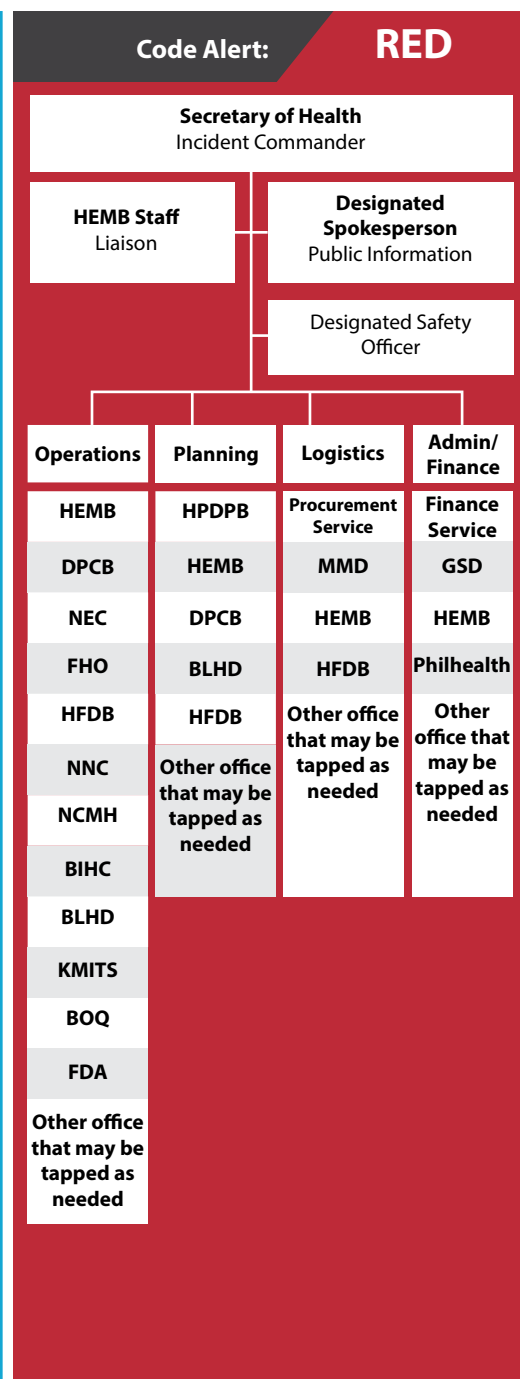 Code Alert: RED
Secretary of Health
Incident Commander
HEMB Staff
Liaison
Designated
Spokesperson
Public Information
Designated Safety
Officer
Operations
HEMB
DPCB
NEC
FHO
HFDB
NNC
NCMH
BIHC
BLHD
KMITS
BOQ
FDA
Other office
that may be
tapped as
needed
Planning
HPDPB
HEMB
DPCB
BLHD
HFDB
Other office
that may be
tapped as
needed
Logistics
Procurement
Service
MMD
HEMB
HFDB
Other office
that may be
tapped as
needed
Admin/
Finance
Finance
Service
GSD
HEMB
Philhealth
Other
office that
may be
tapped as
needed